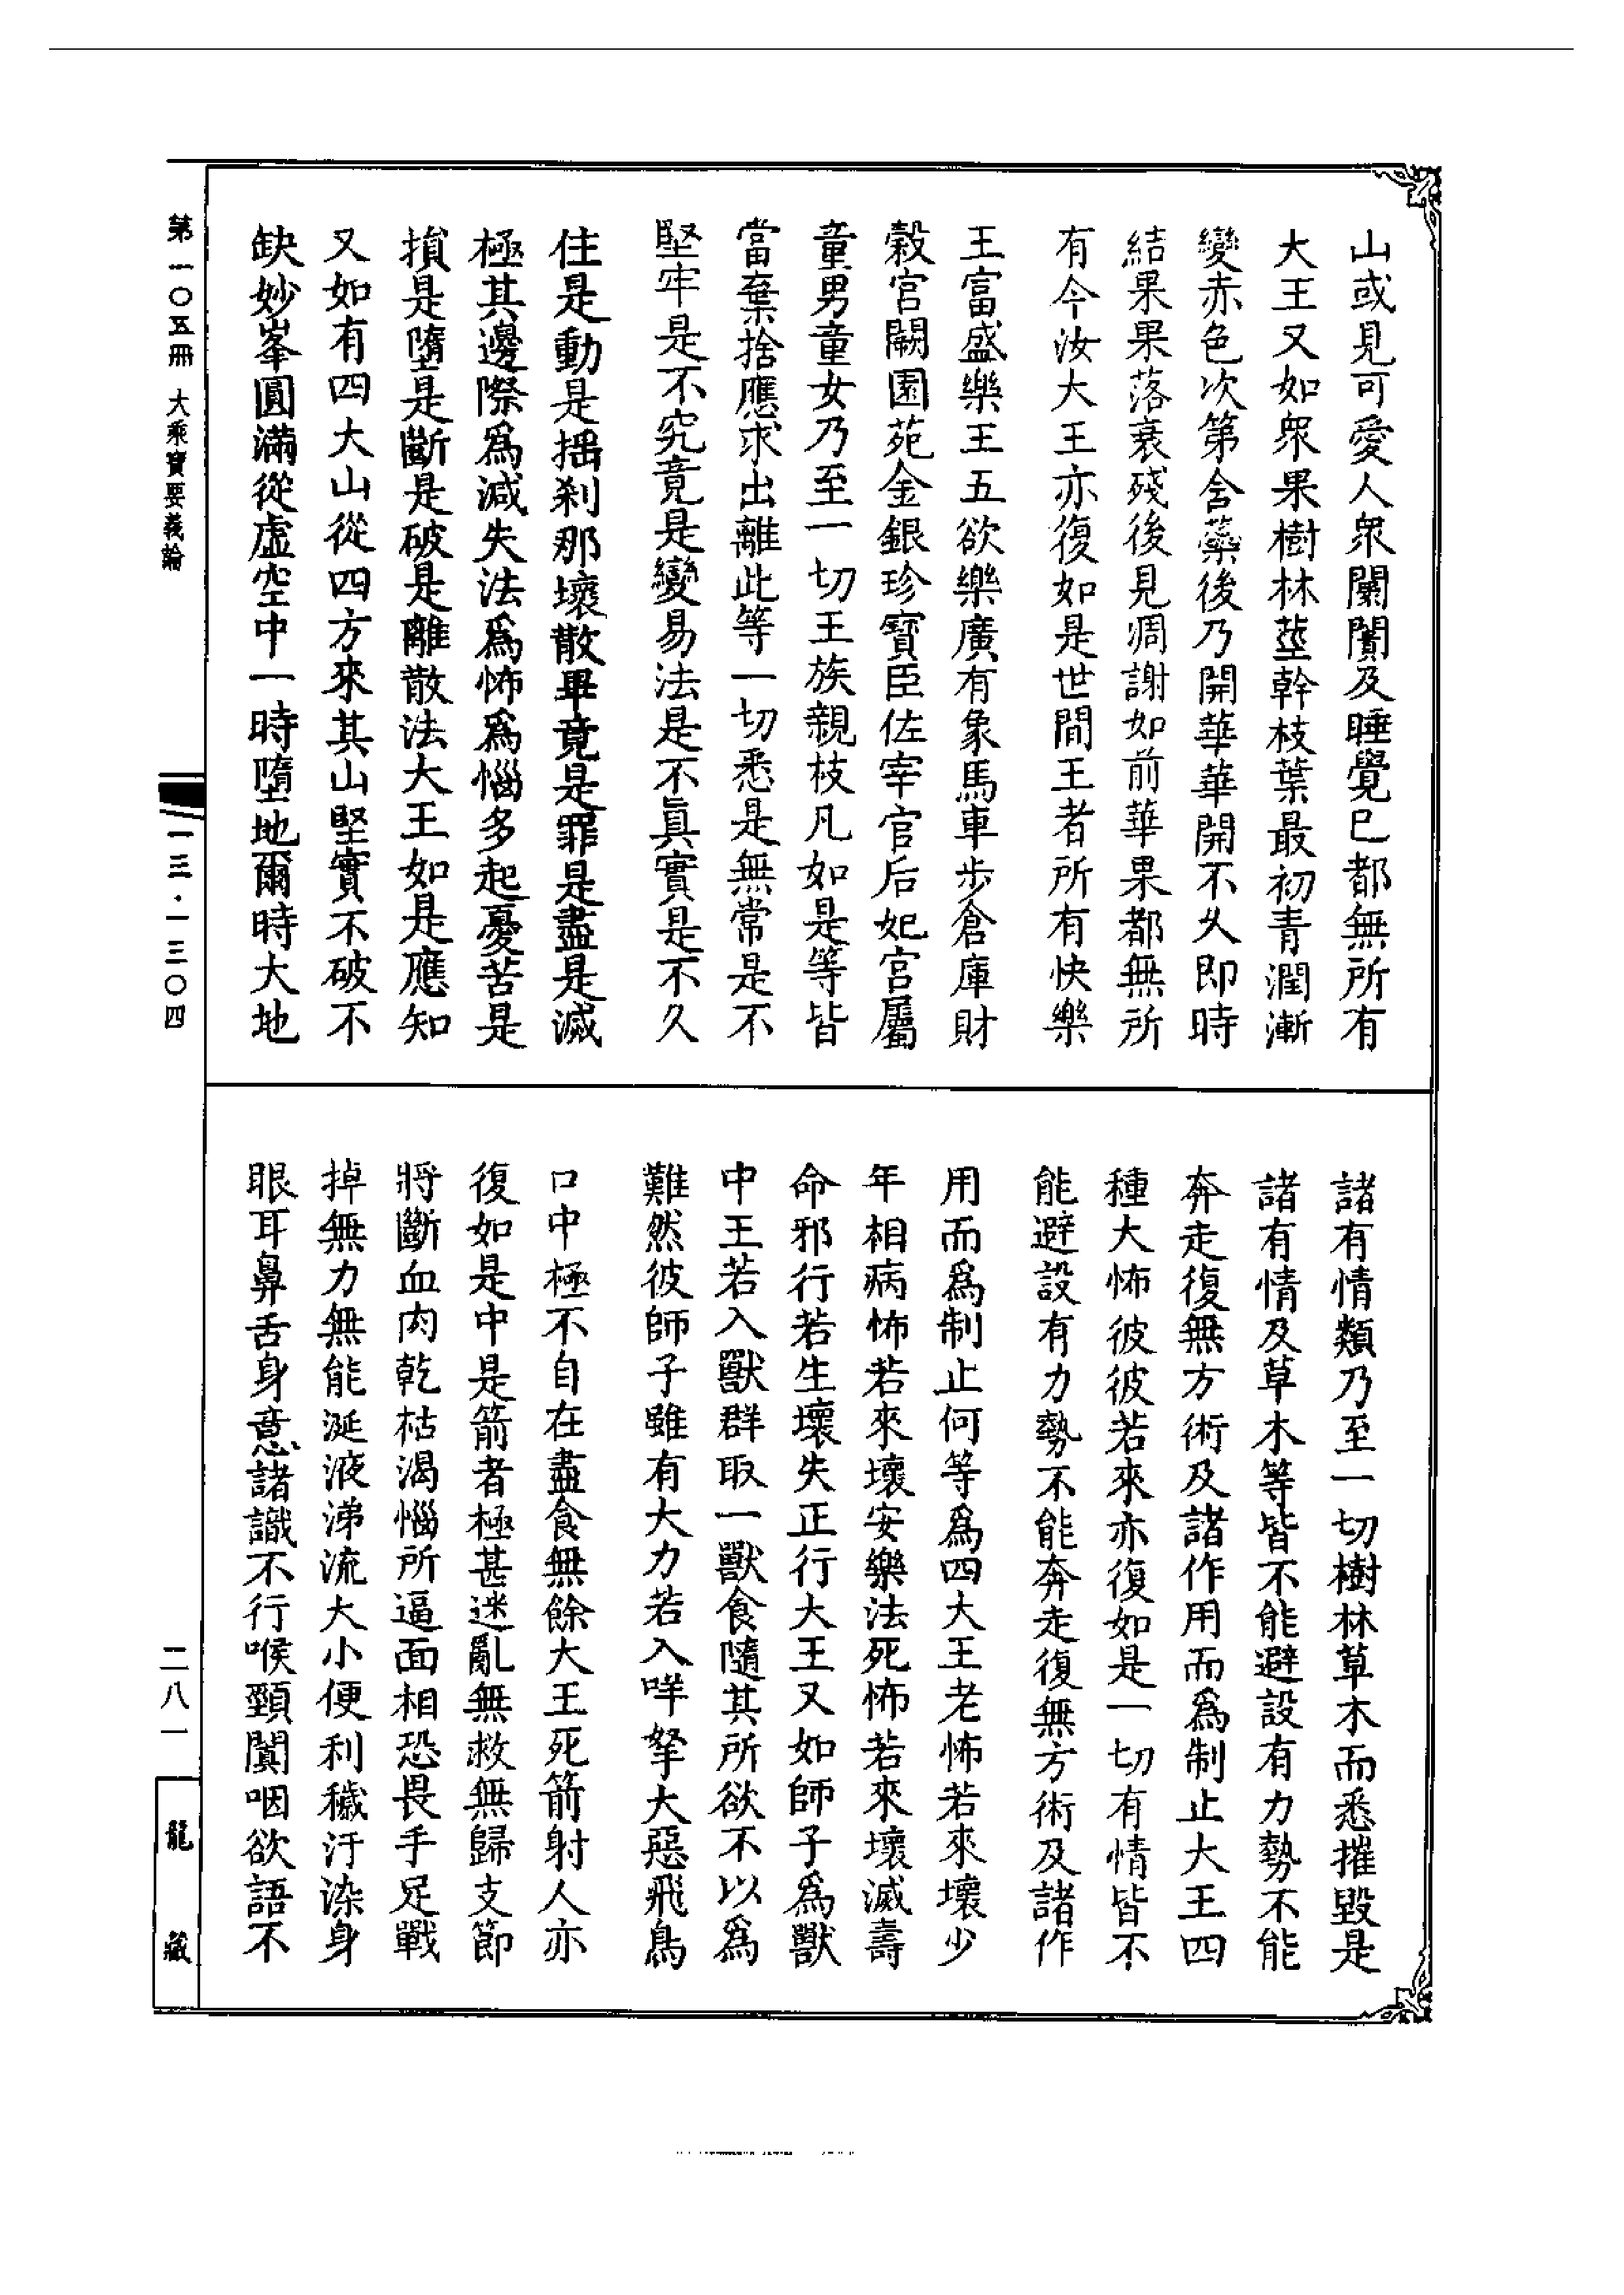 山或見可愛人衆闤闠及睡覺已都無所有
大王又如衆果樹林莖幹枝葉最初青潤漸
變赤色次第含蘂後乃開華華開不久即時
結果果落衰殘後見凋謝如前華果都無所
有今汝大王亦復如是世間王者所有快樂
王富盛樂王五欲樂廣有象馬車步倉庫財
穀宮闕園苑金銀珍寶臣佐宰官后妃宮屬
童男童女乃至一切王族親枝凡如是等皆
當棄捨應求出離此等一切悉是無常是不
堅牢是不究竟是變易法是不眞實是不久
住是動是揺刹那壞散畢竟是罪是盡是滅
極其邊際爲減失法爲怖爲惱多起憂苦是
損是墮是斷是破是離散法大王如是應知
又如有四大山從四方來其山堅實不破不
缺妙峯圓滿從虛空中一時墮地爾時大地
諸有情類乃至一切樹林草木而悉摧毀是
諸有情及草木等皆不能避設有力勢不能
奔走復無方術及諸作用而爲制止大王四
種大怖彼彼若來亦復如是一切有情皆不
能避設有力勢不能奔走復無方術及諸作
用而爲制止何等爲四大王老怖若來壞少
年相病怖若來壞安樂法死怖若來壞滅壽
命邪行若生壞失正行大王又如師子爲獸
中王若入獸群取一獸食隨其所欲不以爲
難然彼師子雖有大力若入咩拏大惡飛鳥
口中極不自在盡食無餘大王死箭射人亦
復如是中是箭者極甚迷亂無救無歸支節
將斷血肉乾枯渴惱所逼面相恐畏手足戰
掉無力無能涎液涕流大小便利穢汙染身
眼耳鼻舌身意諸識不行喉頸闐咽欲語不
第一〇五冊 大乘寶要義論
一三·一三〇四
二八一
龍藏